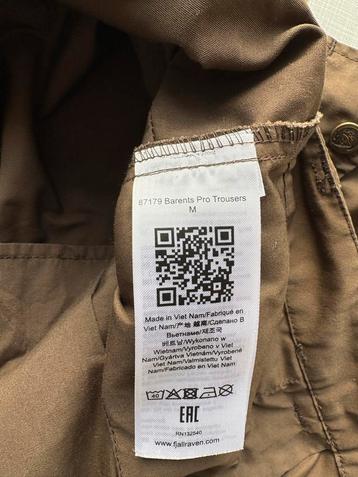 87179 Barents Pro Trousers
M
Made in Viet Nam/Fabriqué en
Viet Nam/产地 越南/Сделано В
Вьетнаме/제조국
베트남/Wykonano w
Wietnam/Vyrobeno v Viet
Nam/Gyártva Vietnám/Vyrobené v
Viet Nam/Valmistettu Viet
Nam/Fabricado en Viet Nam
40
EAC
RN132540
www.fjallraven.com